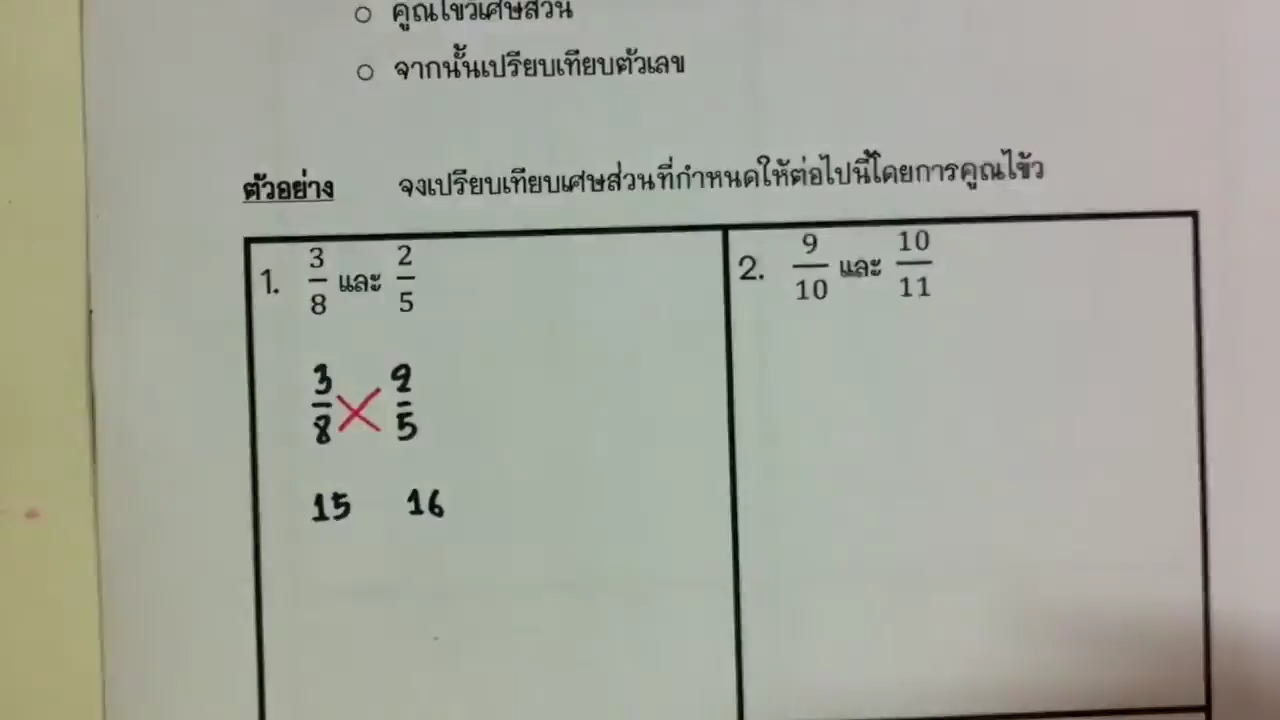 ○ คูณไขว้เศษส่วน
○ จากนั้นเปรียบเทียบตัวเลข
ตัวอย่าง จงเปรียบเทียบเศษส่วนที่กำหนดให้ต่อไปนี้โดยการคูณไขว้
1. 3/8 และ 2/5
2. 9/10 และ 10/11
3/8 × 2/5
15 16